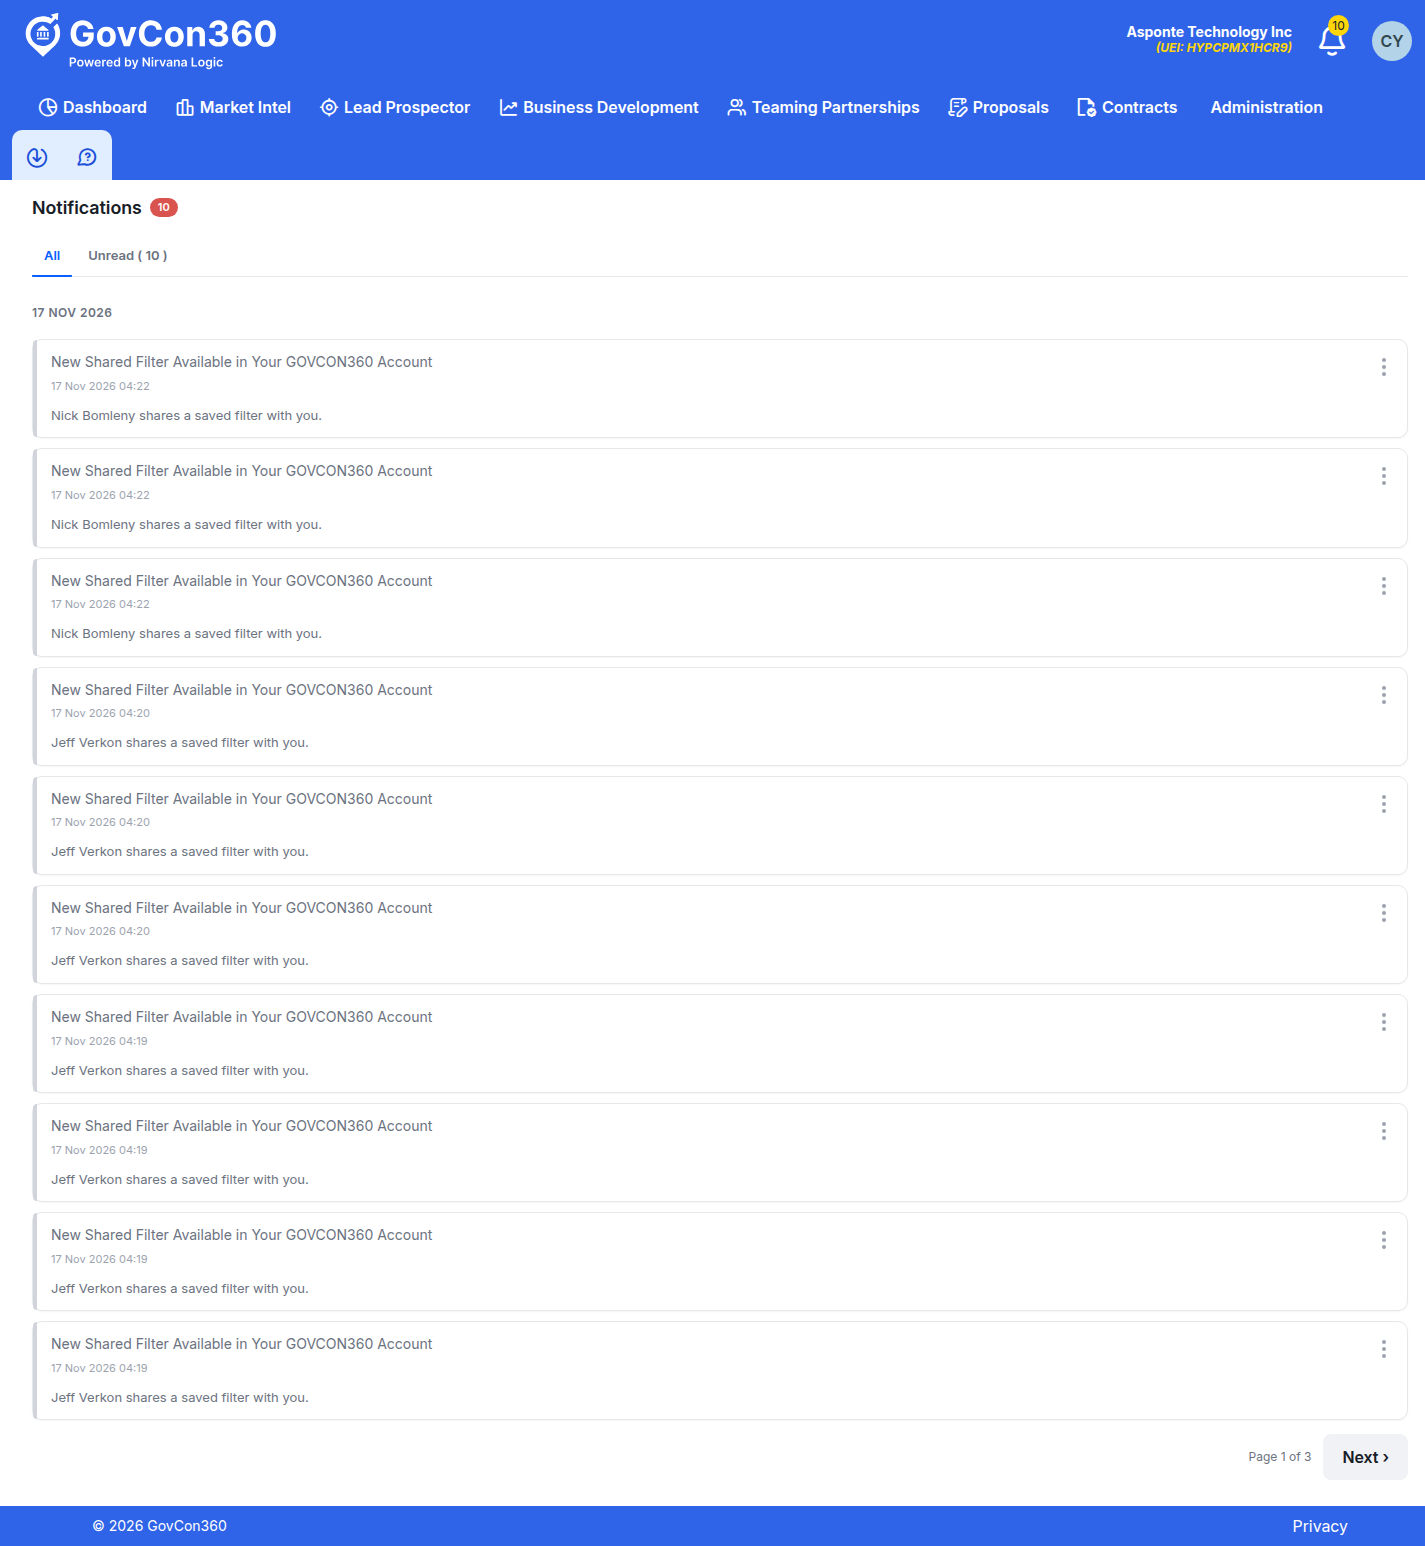 GovCon360
Powered by Nirvana Logic
Asponte Technology Inc
(UEI: HYPCPMX1HCR9)
10
CY
Dashboard
Market Intel
Lead Prospector
Business Development
Teaming Partnerships
Proposals
Contracts
Administration
Notifications 10
All
Unread ( 10 )
17 NOV 2026
New Shared Filter Available in Your GOVCON360 Account
17 Nov 2026 04:22
Nick Bomleny shares a saved filter with you.
New Shared Filter Available in Your GOVCON360 Account
17 Nov 2026 04:22
Nick Bomleny shares a saved filter with you.
New Shared Filter Available in Your GOVCON360 Account
17 Nov 2026 04:22
Nick Bomleny shares a saved filter with you.
New Shared Filter Available in Your GOVCON360 Account
17 Nov 2026 04:20
Jeff Verkon shares a saved filter with you.
New Shared Filter Available in Your GOVCON360 Account
17 Nov 2026 04:20
Jeff Verkon shares a saved filter with you.
New Shared Filter Available in Your GOVCON360 Account
17 Nov 2026 04:20
Jeff Verkon shares a saved filter with you.
New Shared Filter Available in Your GOVCON360 Account
17 Nov 2026 04:19
Jeff Verkon shares a saved filter with you.
New Shared Filter Available in Your GOVCON360 Account
17 Nov 2026 04:19
Jeff Verkon shares a saved filter with you.
New Shared Filter Available in Your GOVCON360 Account
17 Nov 2026 04:19
Jeff Verkon shares a saved filter with you.
New Shared Filter Available in Your GOVCON360 Account
17 Nov 2026 04:19
Jeff Verkon shares a saved filter with you.
Page 1 of 3
Next ›
© 2026 GovCon360
Privacy